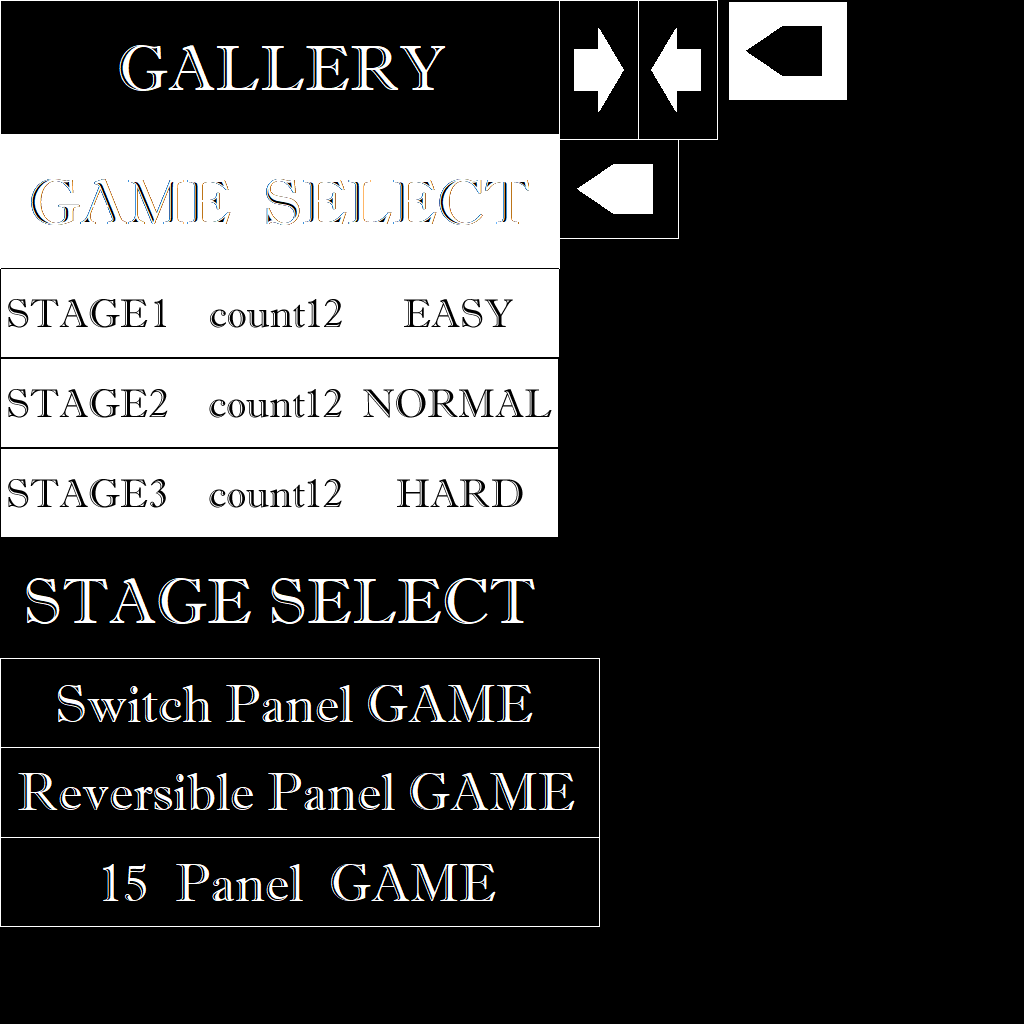 GALLERY
GAME SELECT
STAGE1 count12 EASY
STAGE2 count12 NORMAL
STAGE3 count12 HARD
STAGE SELECT
Switch Panel GAME
Reversible Panel GAME
15 Panel GAME